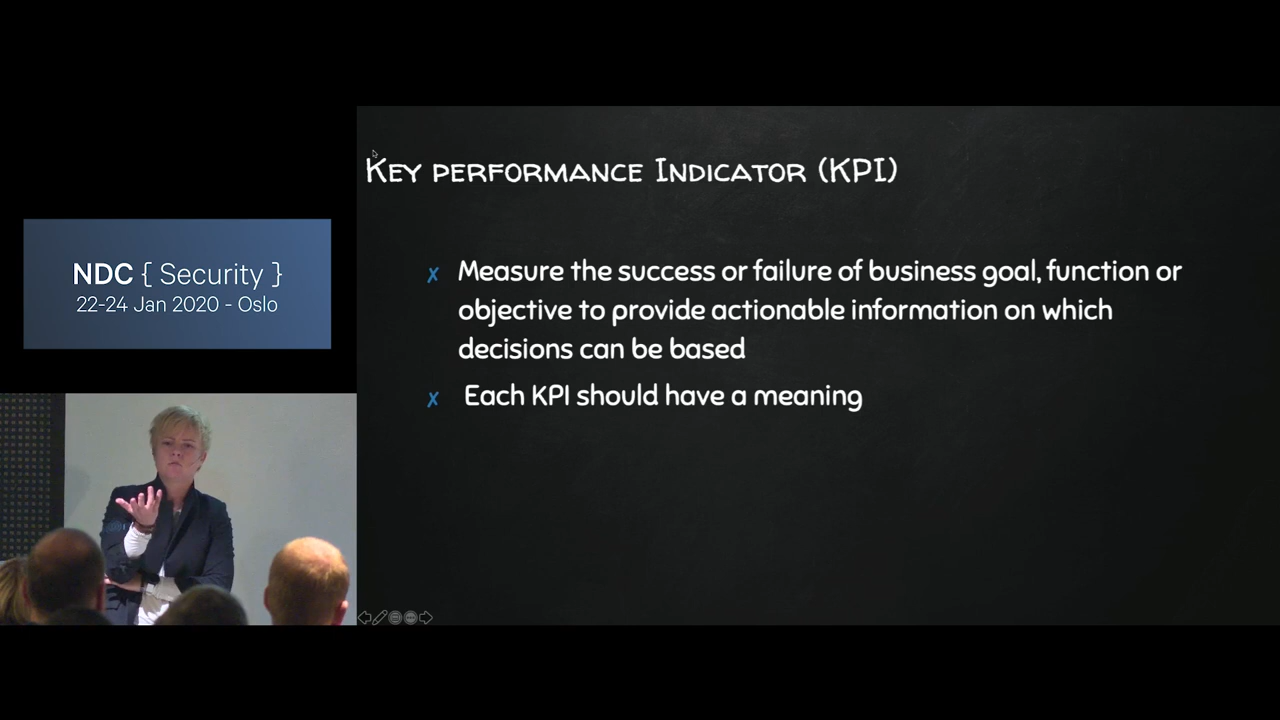 NDC { Security }
22-24 Jan 2020 - Oslo
Key performance Indicator (KPI)
x Measure the success or failure of business goal, function or
objective to provide actionable information on which
decisions can be based
x Each KPI should have a meaning